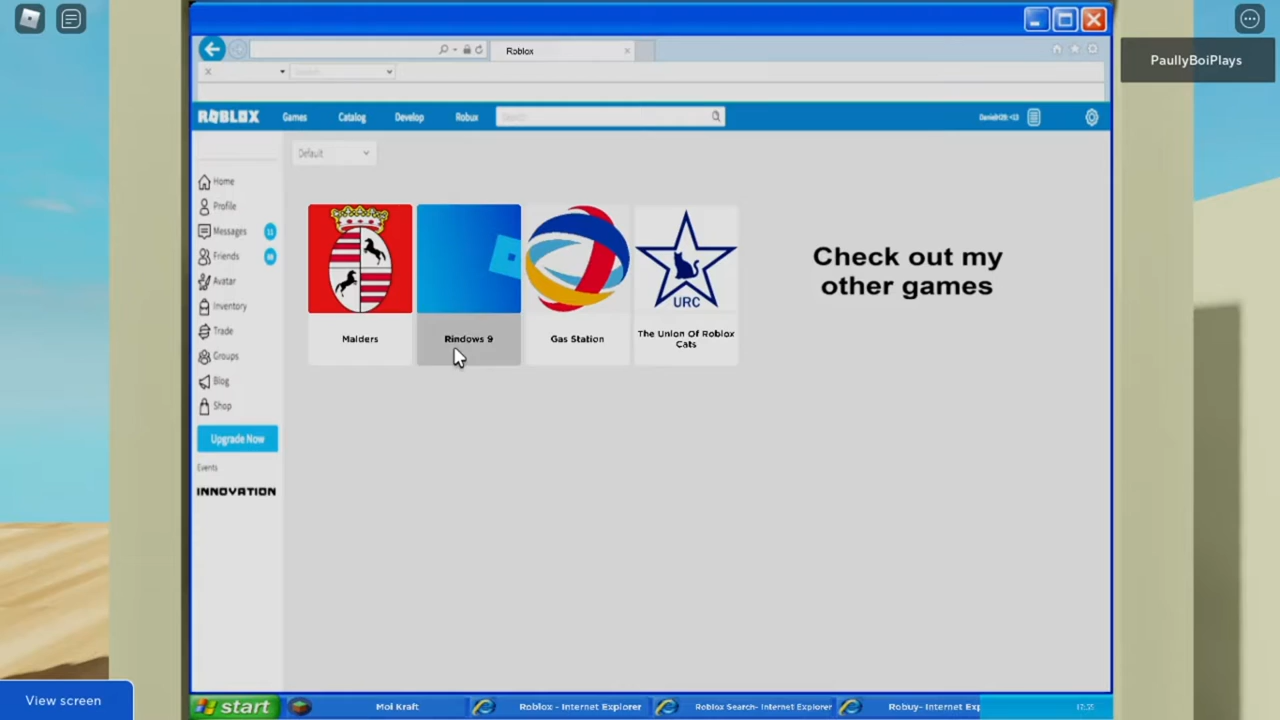 PaullyBoiPlays
Roblox
ROBLOX
Games
Catalog
Develop
Robux
Default
Home
Profile
Messages
Friends
Avatar
Inventory
Trade
Groups
Blog
Shop
Upgrade Now
Events
INNOVATION
Malders
Rindows 9
Gas Station
URC
The Union Of Roblox
Cats
Check out my
other games
View screen
start
Moi Kraft
Roblox - Internet Explorer
Roblox Search- Internet Explorer
Robuy- Internet Exp